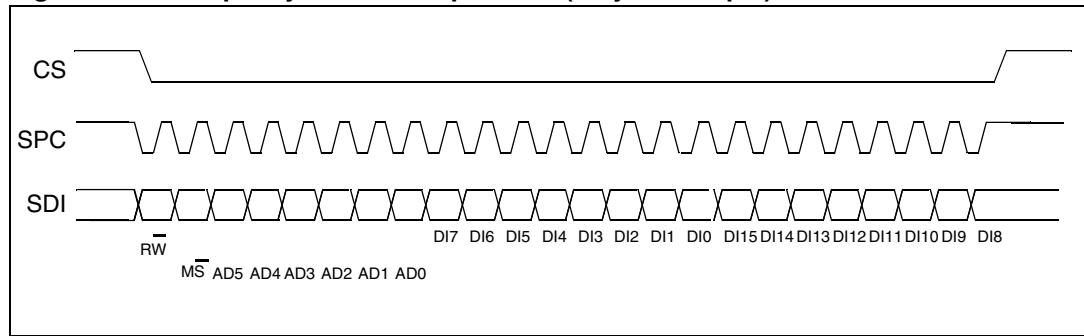 CS
SPC
SDI
DI7 DI6 DI5 DI4 DI3 DI2 DI1 DI0 DI15 DI14 DI13 DI12 DI11 DI10 DI9 DI8
RW
MS AD5 AD4 AD3 AD2 AD1 AD0